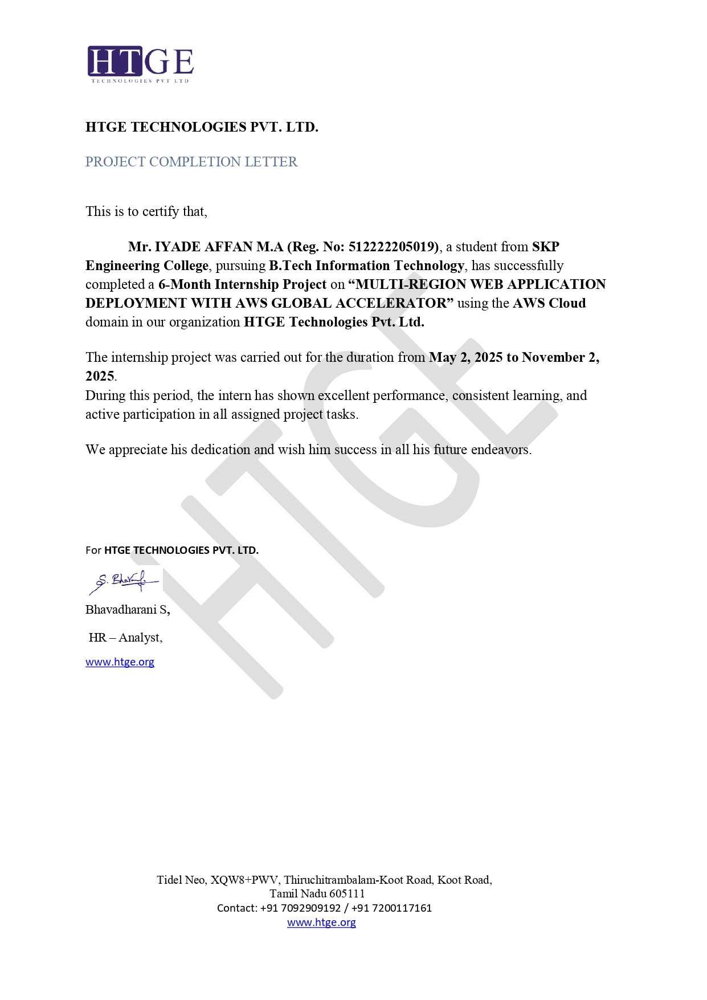 HTGE
TECHNOLOGIES PVT LTD
HTGE TECHNOLOGIES PVT. LTD.
PROJECT COMPLETION LETTER
This is to certify that,
Mr. IYADE AFFAN M.A (Reg. No: 512222205019), a student from SKP
Engineering College, pursuing B.Tech Information Technology, has successfully
completed a 6-Month Internship Project on “MULTI-REGION WEB APPLICATION
DEPLOYMENT WITH AWS GLOBAL ACCELERATOR” using the AWS Cloud
domain in our organization HTGE Technologies Pvt. Ltd.
The internship project was carried out for the duration from May 2, 2025 to November 2,
2025.
During this period, the intern has shown excellent performance, consistent learning, and
active participation in all assigned project tasks.
We appreciate his dedication and wish him success in all his future endeavors.
HTGE
For HTGE TECHNOLOGIES PVT. LTD.
Bhavadharani S,
HR – Analyst,
www.htge.org
Tidel Neo, XQW8+PWV, Thiruchitrambalam-Koot Road, Koot Road,
Tamil Nadu 605111
Contact: +91 7092909192 / +91 7200117161
www.htge.org